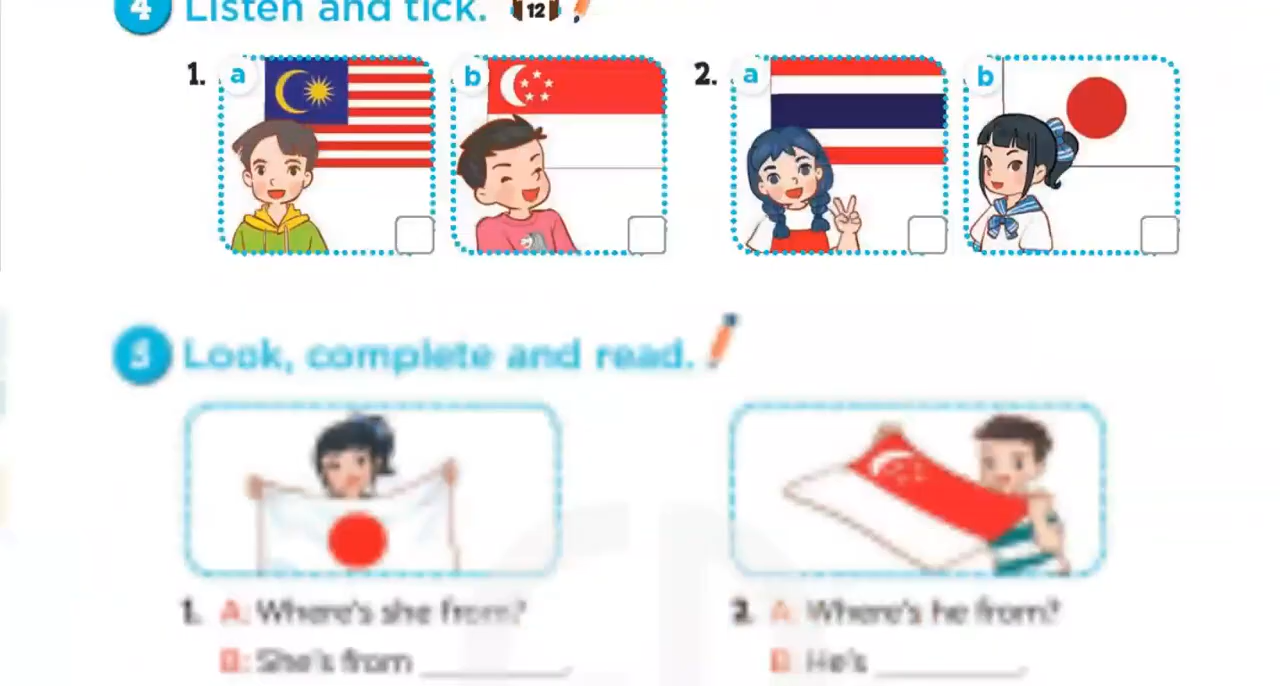 4 Listen and tick. 12
1. a b 2. a b
5 Look, complete and read.
1. A: Where's she from? 2. A: Where's he from?
B: She's from ________. B: He's ________.